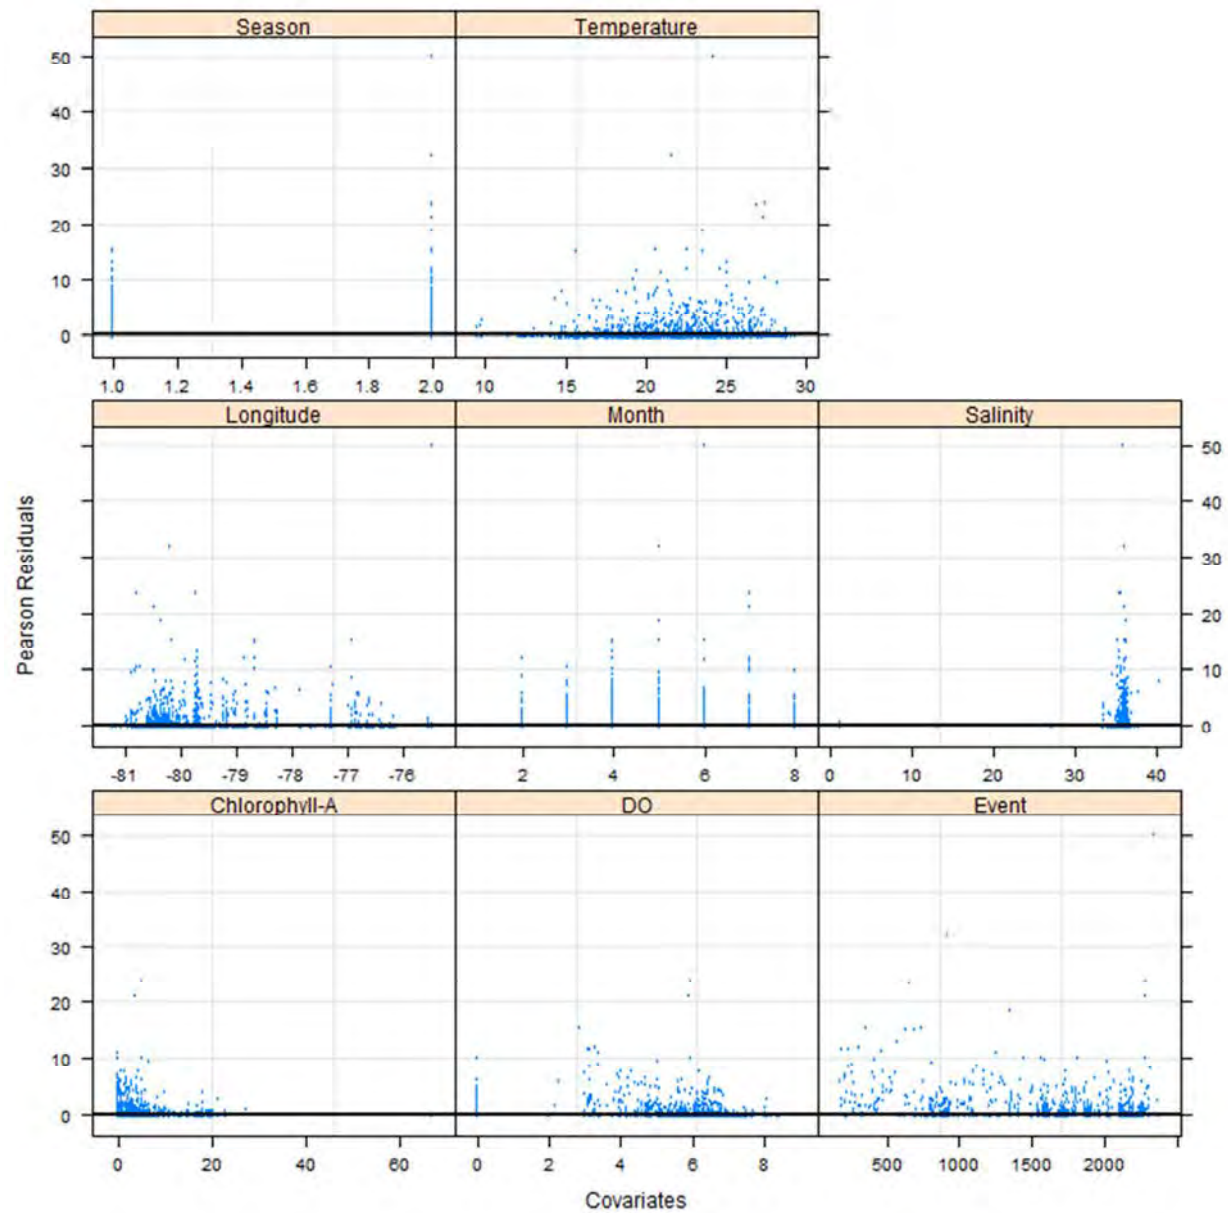 Season Temperature
50
40
30
20
10
0
1.0 1.2 1.4 1.6 1.8 2.0 10 15 20 25 30
Longitude Month Salinity
50
40
30
20
10
0
Pearson Residuals
-81 -80 -79 -78 -77 -76 2 4 6 8 0 10 20 30 40
Chlorophyll-A DO Event
50
40
30
20
10
0
0 20 40 60 0 2 4 6 8 500 1000 1500 2000
Covariates